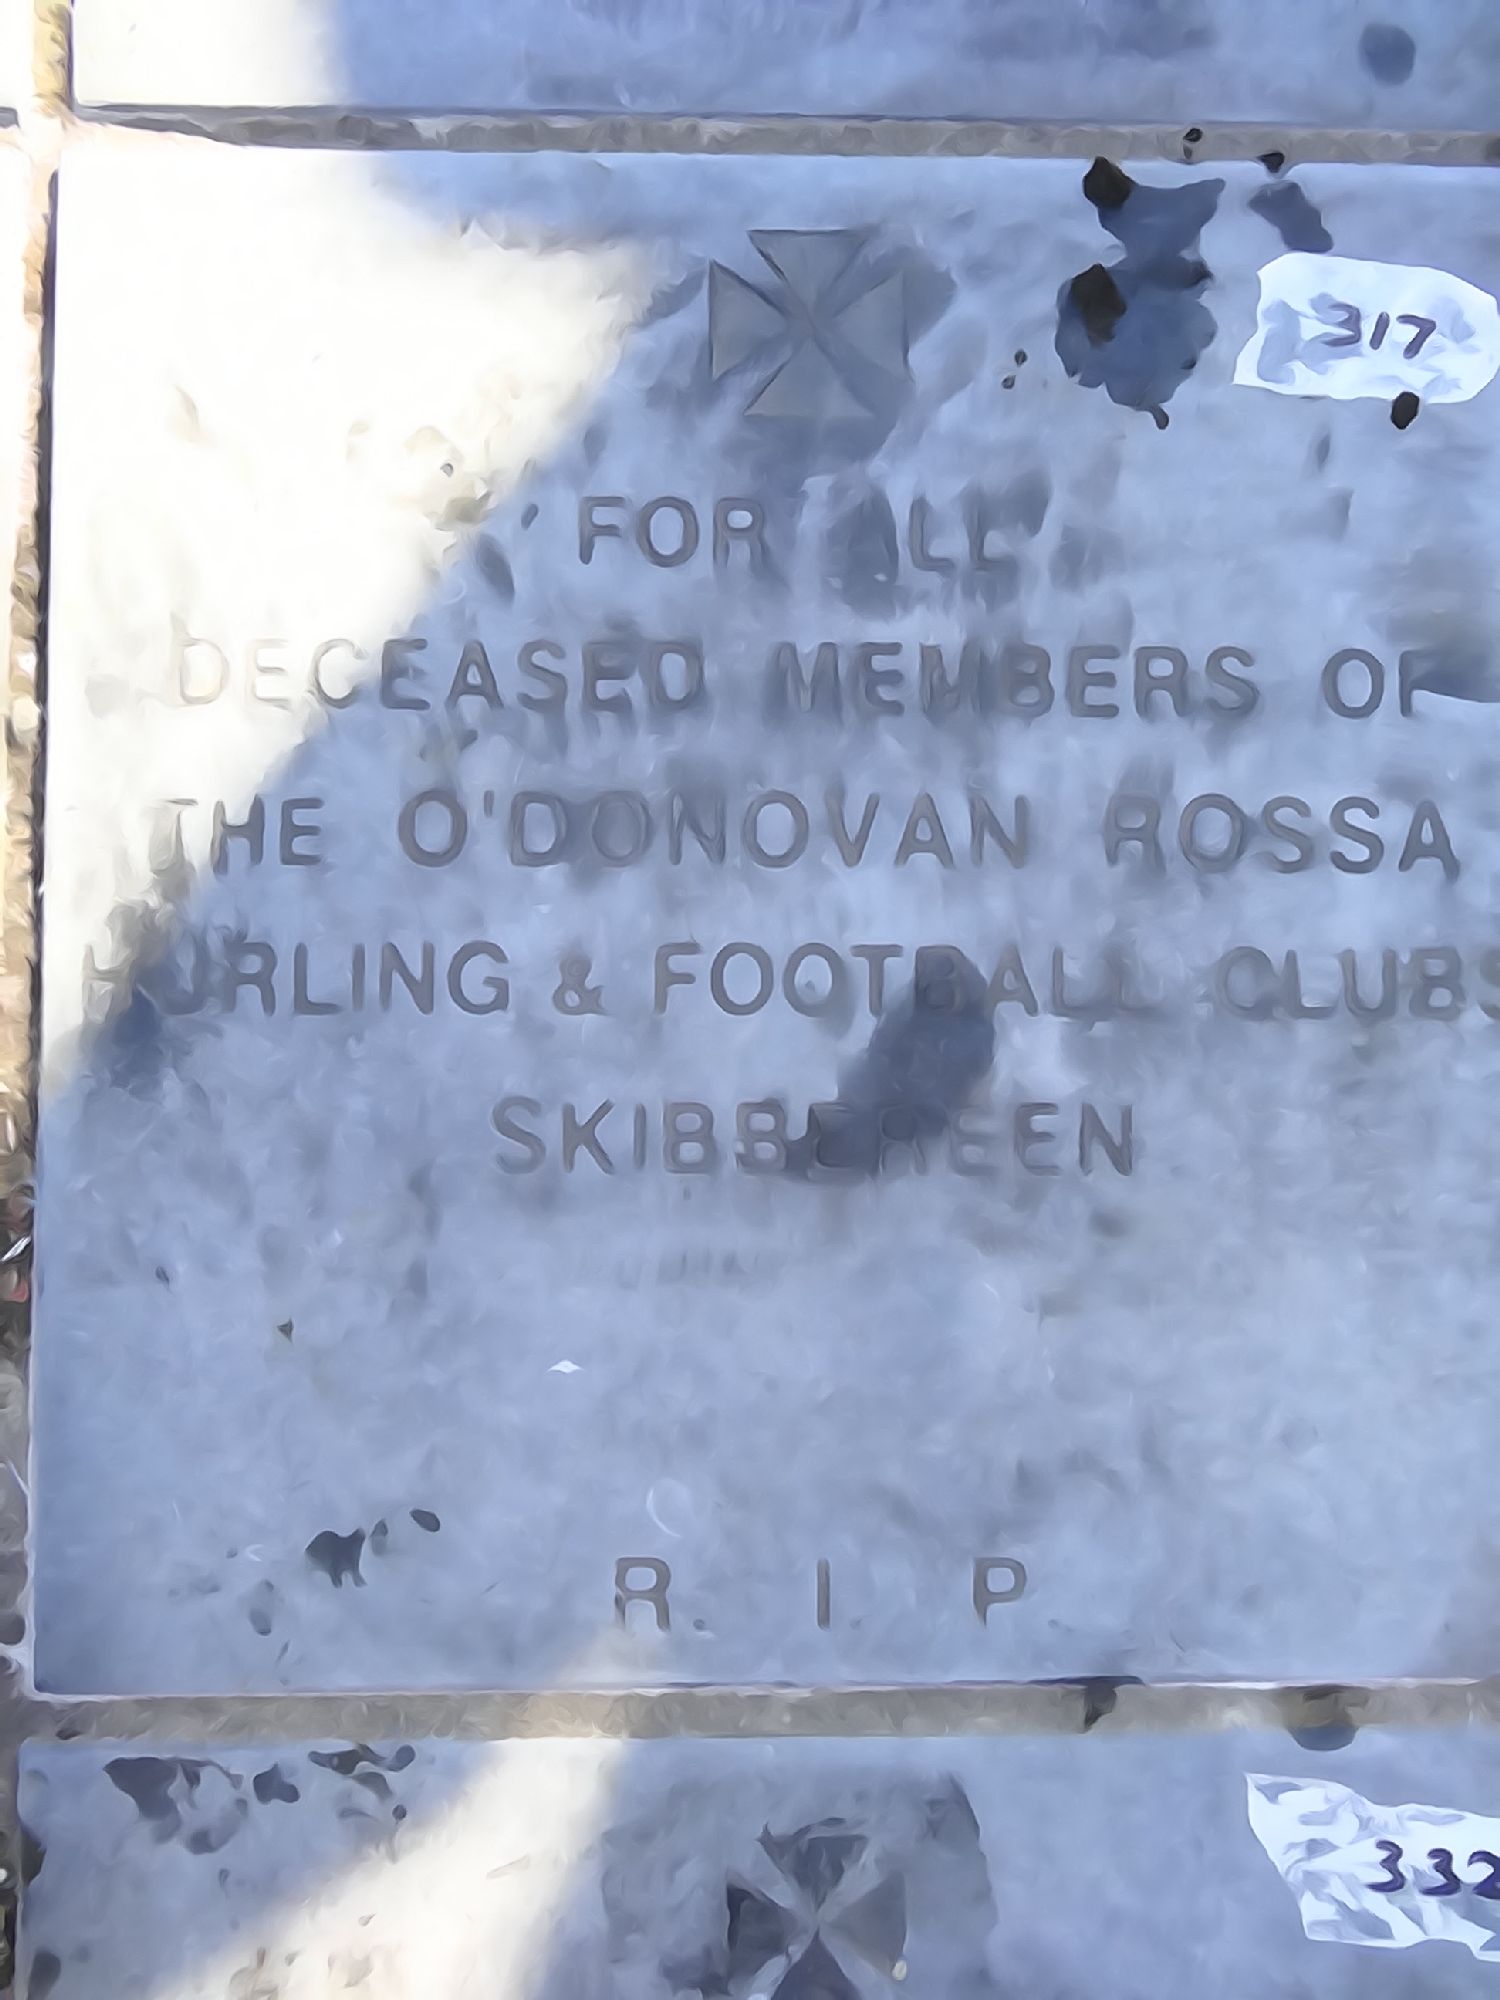 317
FOR ALL
DECEASED MEMBERS OF
THE O'DONOVAN ROSSA
HURLING & FOOTBALL CLUBS
SKIBBEREEN
R. I. P.
332